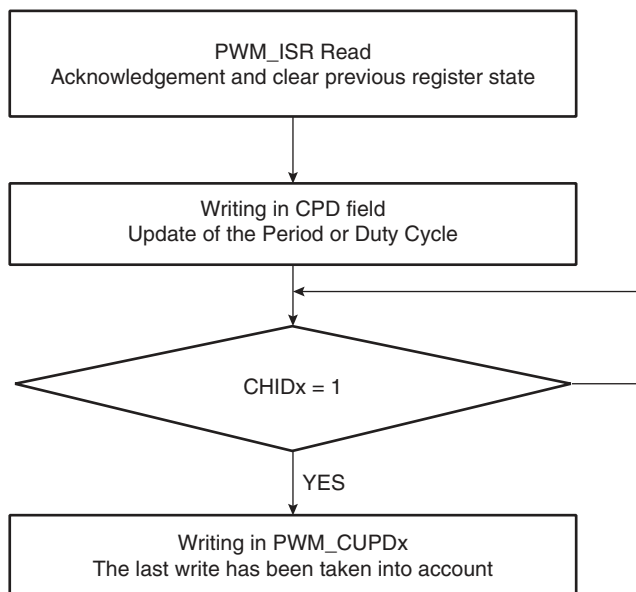 PWM_ISR Read
Acknowledgement and clear previous register state
Writing in CPD field
Update of the Period or Duty Cycle
CHIDx = 1
YES
Writing in PWM_CUPDx
The last write has been taken into account